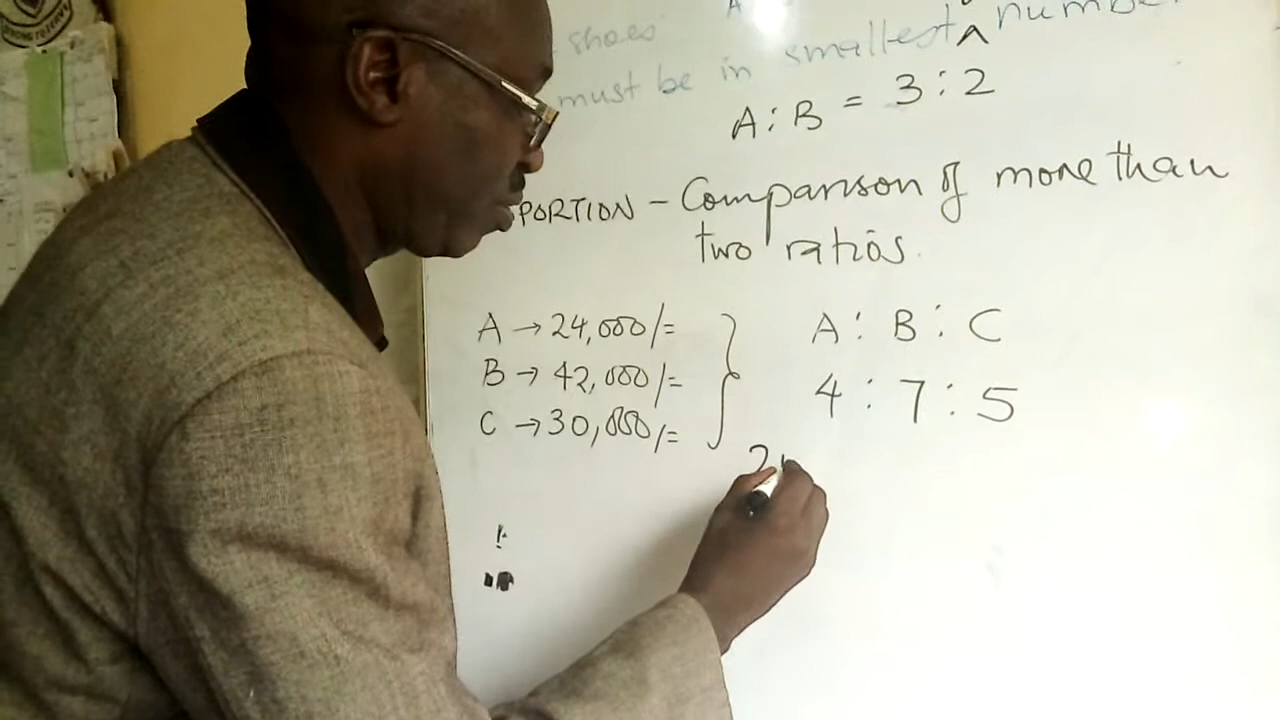 shoes
must be in smallest ^ number
A : B = 3 : 2
PORTION – Comparison of more than
two ratios.
A → 24,000/=
B → 42,000/=
C → 30,000/=
A : B : C
4 : 7 : 5
2